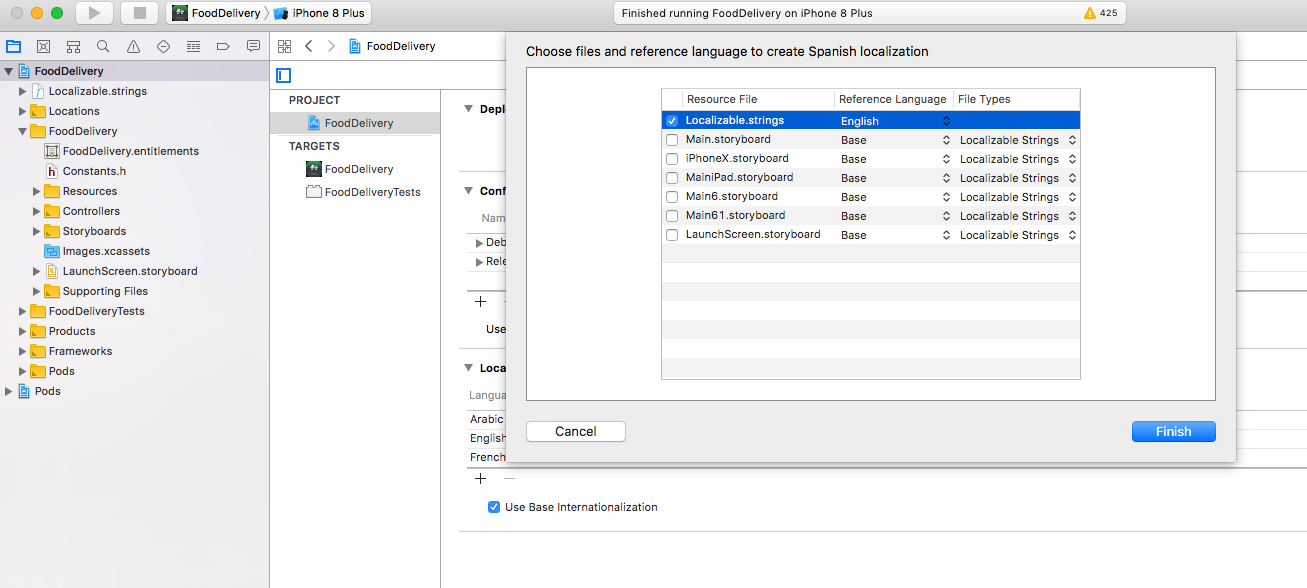 FoodDelivery iPhone 8 Plus
Finished running FoodDelivery on iPhone 8 Plus
425
FoodDelivery
FoodDelivery
Localizable.strings
Locations
FoodDelivery
FoodDelivery.entitlements
Constants.h
Resources
Controllers
Storyboards
Images.xcassets
LaunchScreen.storyboard
Supporting Files
FoodDeliveryTests
Products
Frameworks
Pods
Pods
PROJECT
FoodDelivery
TARGETS
FoodDelivery
FoodDeliveryTests
Depl
Conf
Nam
Deb
Rele
Use
Loca
Langua
Arabic
English
French
Use Base Internationalization
Choose files and reference language to create Spanish localization
Resource File Reference Language File Types
Localizable.strings English
Main.storyboard Base Localizable Strings
iPhoneX.storyboard Base Localizable Strings
MainiPad.storyboard Base Localizable Strings
Main6.storyboard Base Localizable Strings
Main61.storyboard Base Localizable Strings
LaunchScreen.storyboard Base Localizable Strings
Cancel
Finish